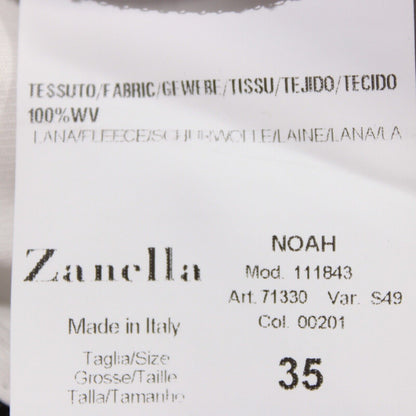 TESSUTO/FABRIC/GEWEBE/TISSU/TEJIDO/TECIDO
100%WV
LANA/FLEECE/SCHURWOLLE/LAINE/LANA/LA
Zanella
Made in Italy
Taglia/Size
Grosse/Taille
Talla/Tamanho
NOAH
Mod. 111843
Art. 71330 Var. S49
Col. 00201
35